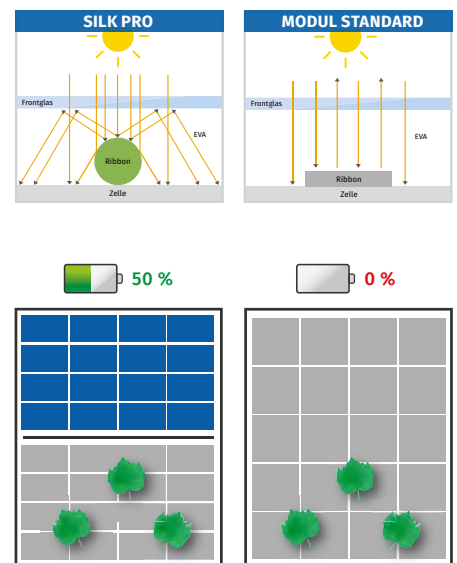 SILK PRO
Frontglas
EVA
Ribbon
Zelle
MODUL STANDARD
Frontglas
EVA
Ribbon
Zelle
50 %
0 %